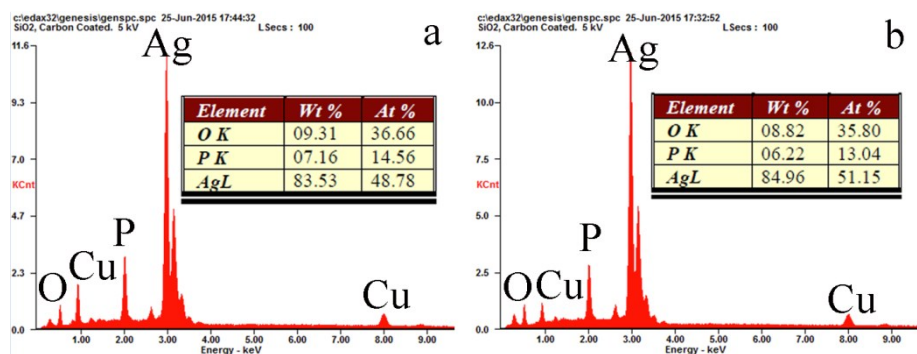 c:\edax32\genesis\genspc.spc 25-Jun-2015 17:44:32
SiO2, Carbon Coated. 5 kV LSecs : 100
a
11.6
9.3
7.0
KCnt
4.7
2.3
0.0
Ag
Element Wt % At %
O K 09.31 36.66
P K 07.16 14.56
AgL 83.53 48.78
O
Cu
P
Cu
1.00 2.00 3.00 4.00 5.00 6.00 7.00 8.00 9.00
Energy - keV
c:\edax32\genesis\genspc.spc 25-Jun-2015 17:32:52
SiO2, Carbon Coated. 5 kV LSecs : 100
b
12.6
10.0
7.5
KCnt
5.0
2.5
0.0
Ag
Element Wt % At %
O K 08.82 35.80
P K 06.22 13.04
AgL 84.96 51.15
O
Cu
P
Cu
1.00 2.00 3.00 4.00 5.00 6.00 7.00 8.00 9.00
Energy - keV